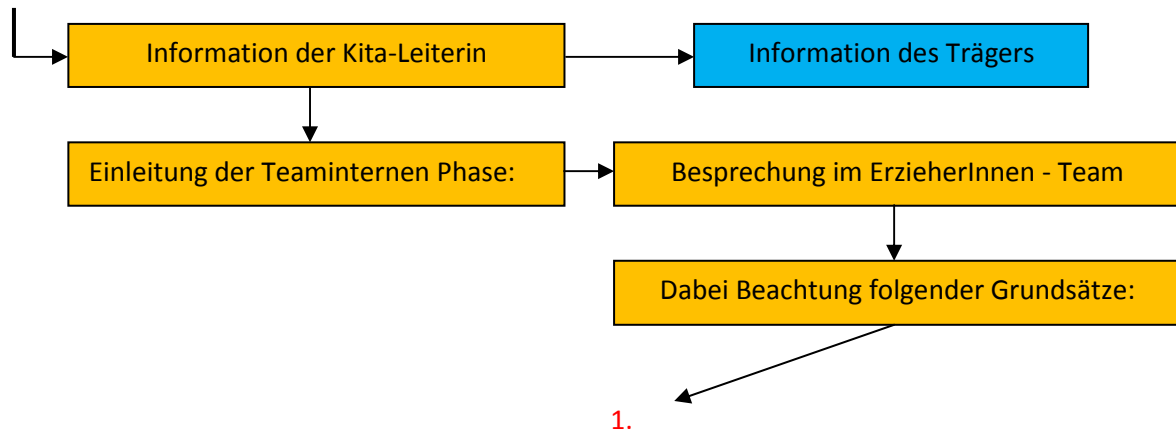 Information der Kita-Leiterin
Information des Trägers
Einleitung der Teaminternen Phase:
Besprechung im ErzieherInnen - Team
Dabei Beachtung folgender Grundsätze:
1.